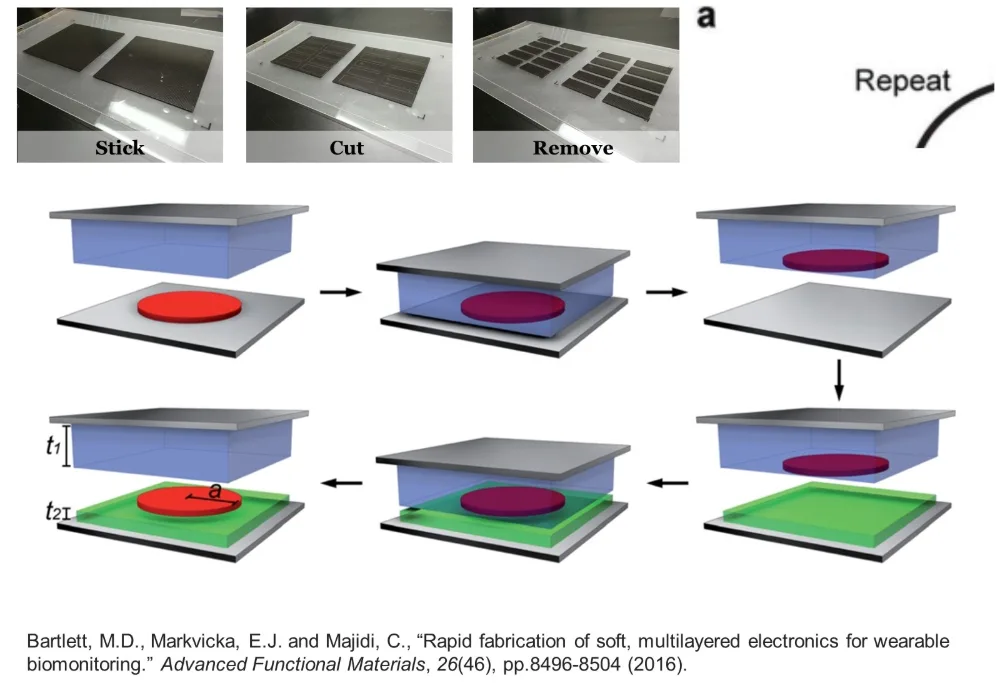 Stick
Cut
Remove
a
Repeat
t1
a
t2
Bartlett, M.D., Markvicka, E.J. and Majidi, C., “Rapid fabrication of soft, multilayered electronics for wearable
biomonitoring.” Advanced Functional Materials, 26(46), pp.8496-8504 (2016).